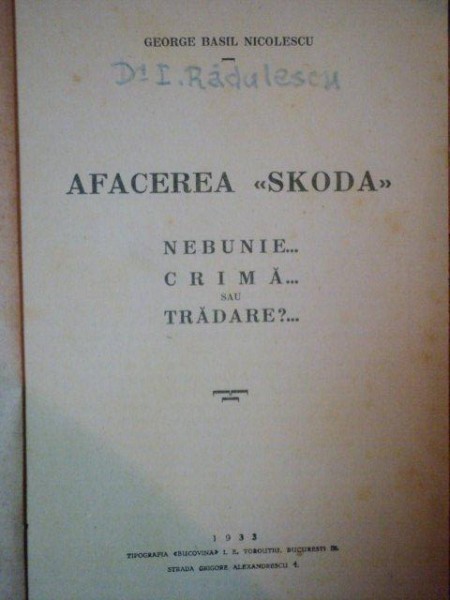 GEORGE BASIL NICOLESCU
Dr I. Rădulescu
AFACEREA «SKODA»
NEBUNIE...
CRIMĂ...
SAU
TRĂDARE?...
1933
TIPOGRAFIA «BUCOVINA» I. E. TOROUȚIU, BUCUREȘTI III.
STRADA GRIGORE ALEXANDRESCU 4.